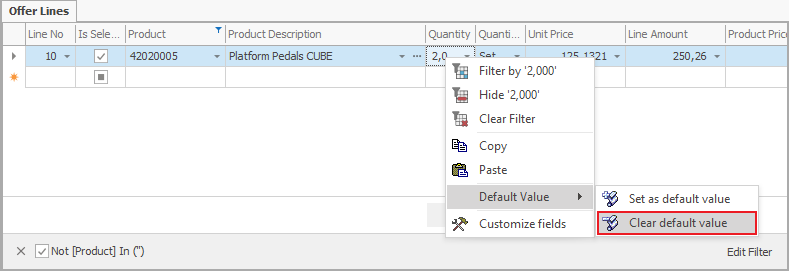 Offer Lines
Line No Is Sele... Product Product Description Quantity Quanti... Unit Price Line Amount Product Pric
10 42020005 Platform Pedals CUBE ... 2,0 Set 125,1321 250,26
Filter by '2,000'
Hide '2,000'
Clear Filter
Copy
Paste
Default Value
Set as default value
Customize fields
Clear default value
Not [Product] In ('')
Edit Filter